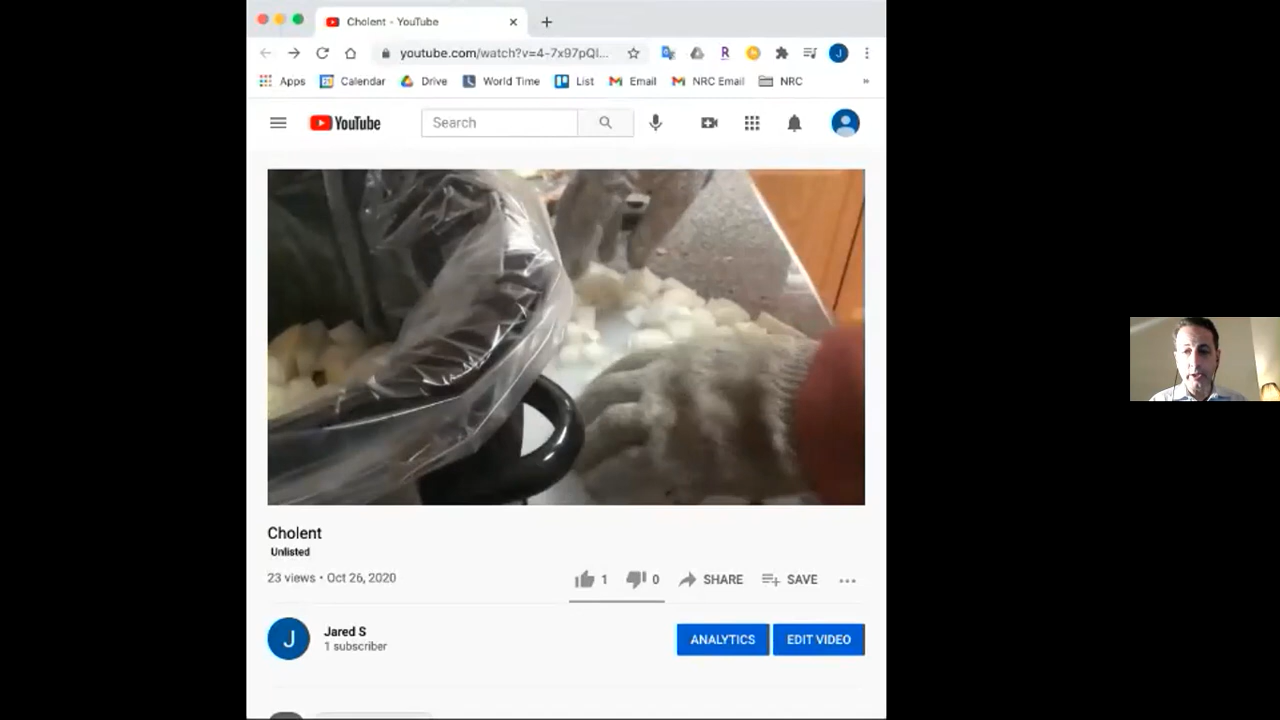 Cholent - YouTube
youtube.com/watch?v=4-7x97pQI...
R
J
Apps
Calendar
Drive
World Time
List
Email
NRC Email
NRC
»
YouTube
Search
Cholent
Unlisted
23 views • Oct 26, 2020
1
0
SHARE
SAVE
J
Jared S
1 subscriber
ANALYTICS
EDIT VIDEO